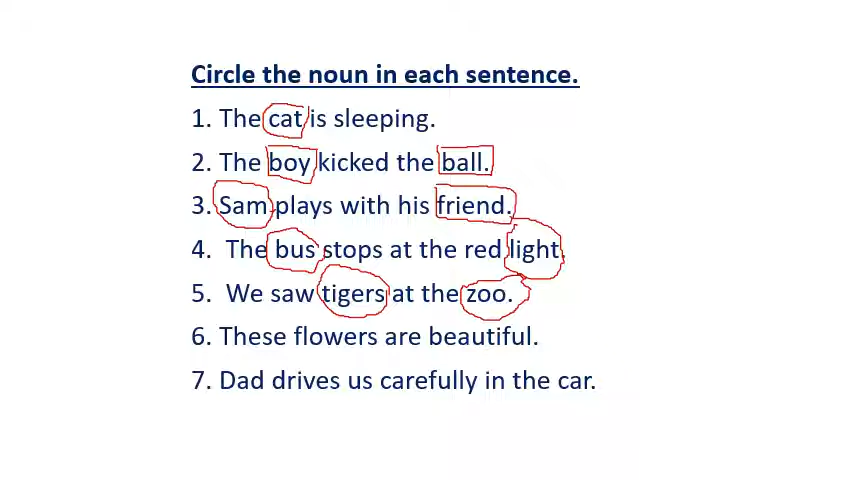 Circle the noun in each sentence.
1. The cat is sleeping.
2. The boy kicked the ball.
3. Sam plays with his friend.
4. The bus stops at the red light.
5. We saw tigers at the zoo.
6. These flowers are beautiful.
7. Dad drives us carefully in the car.